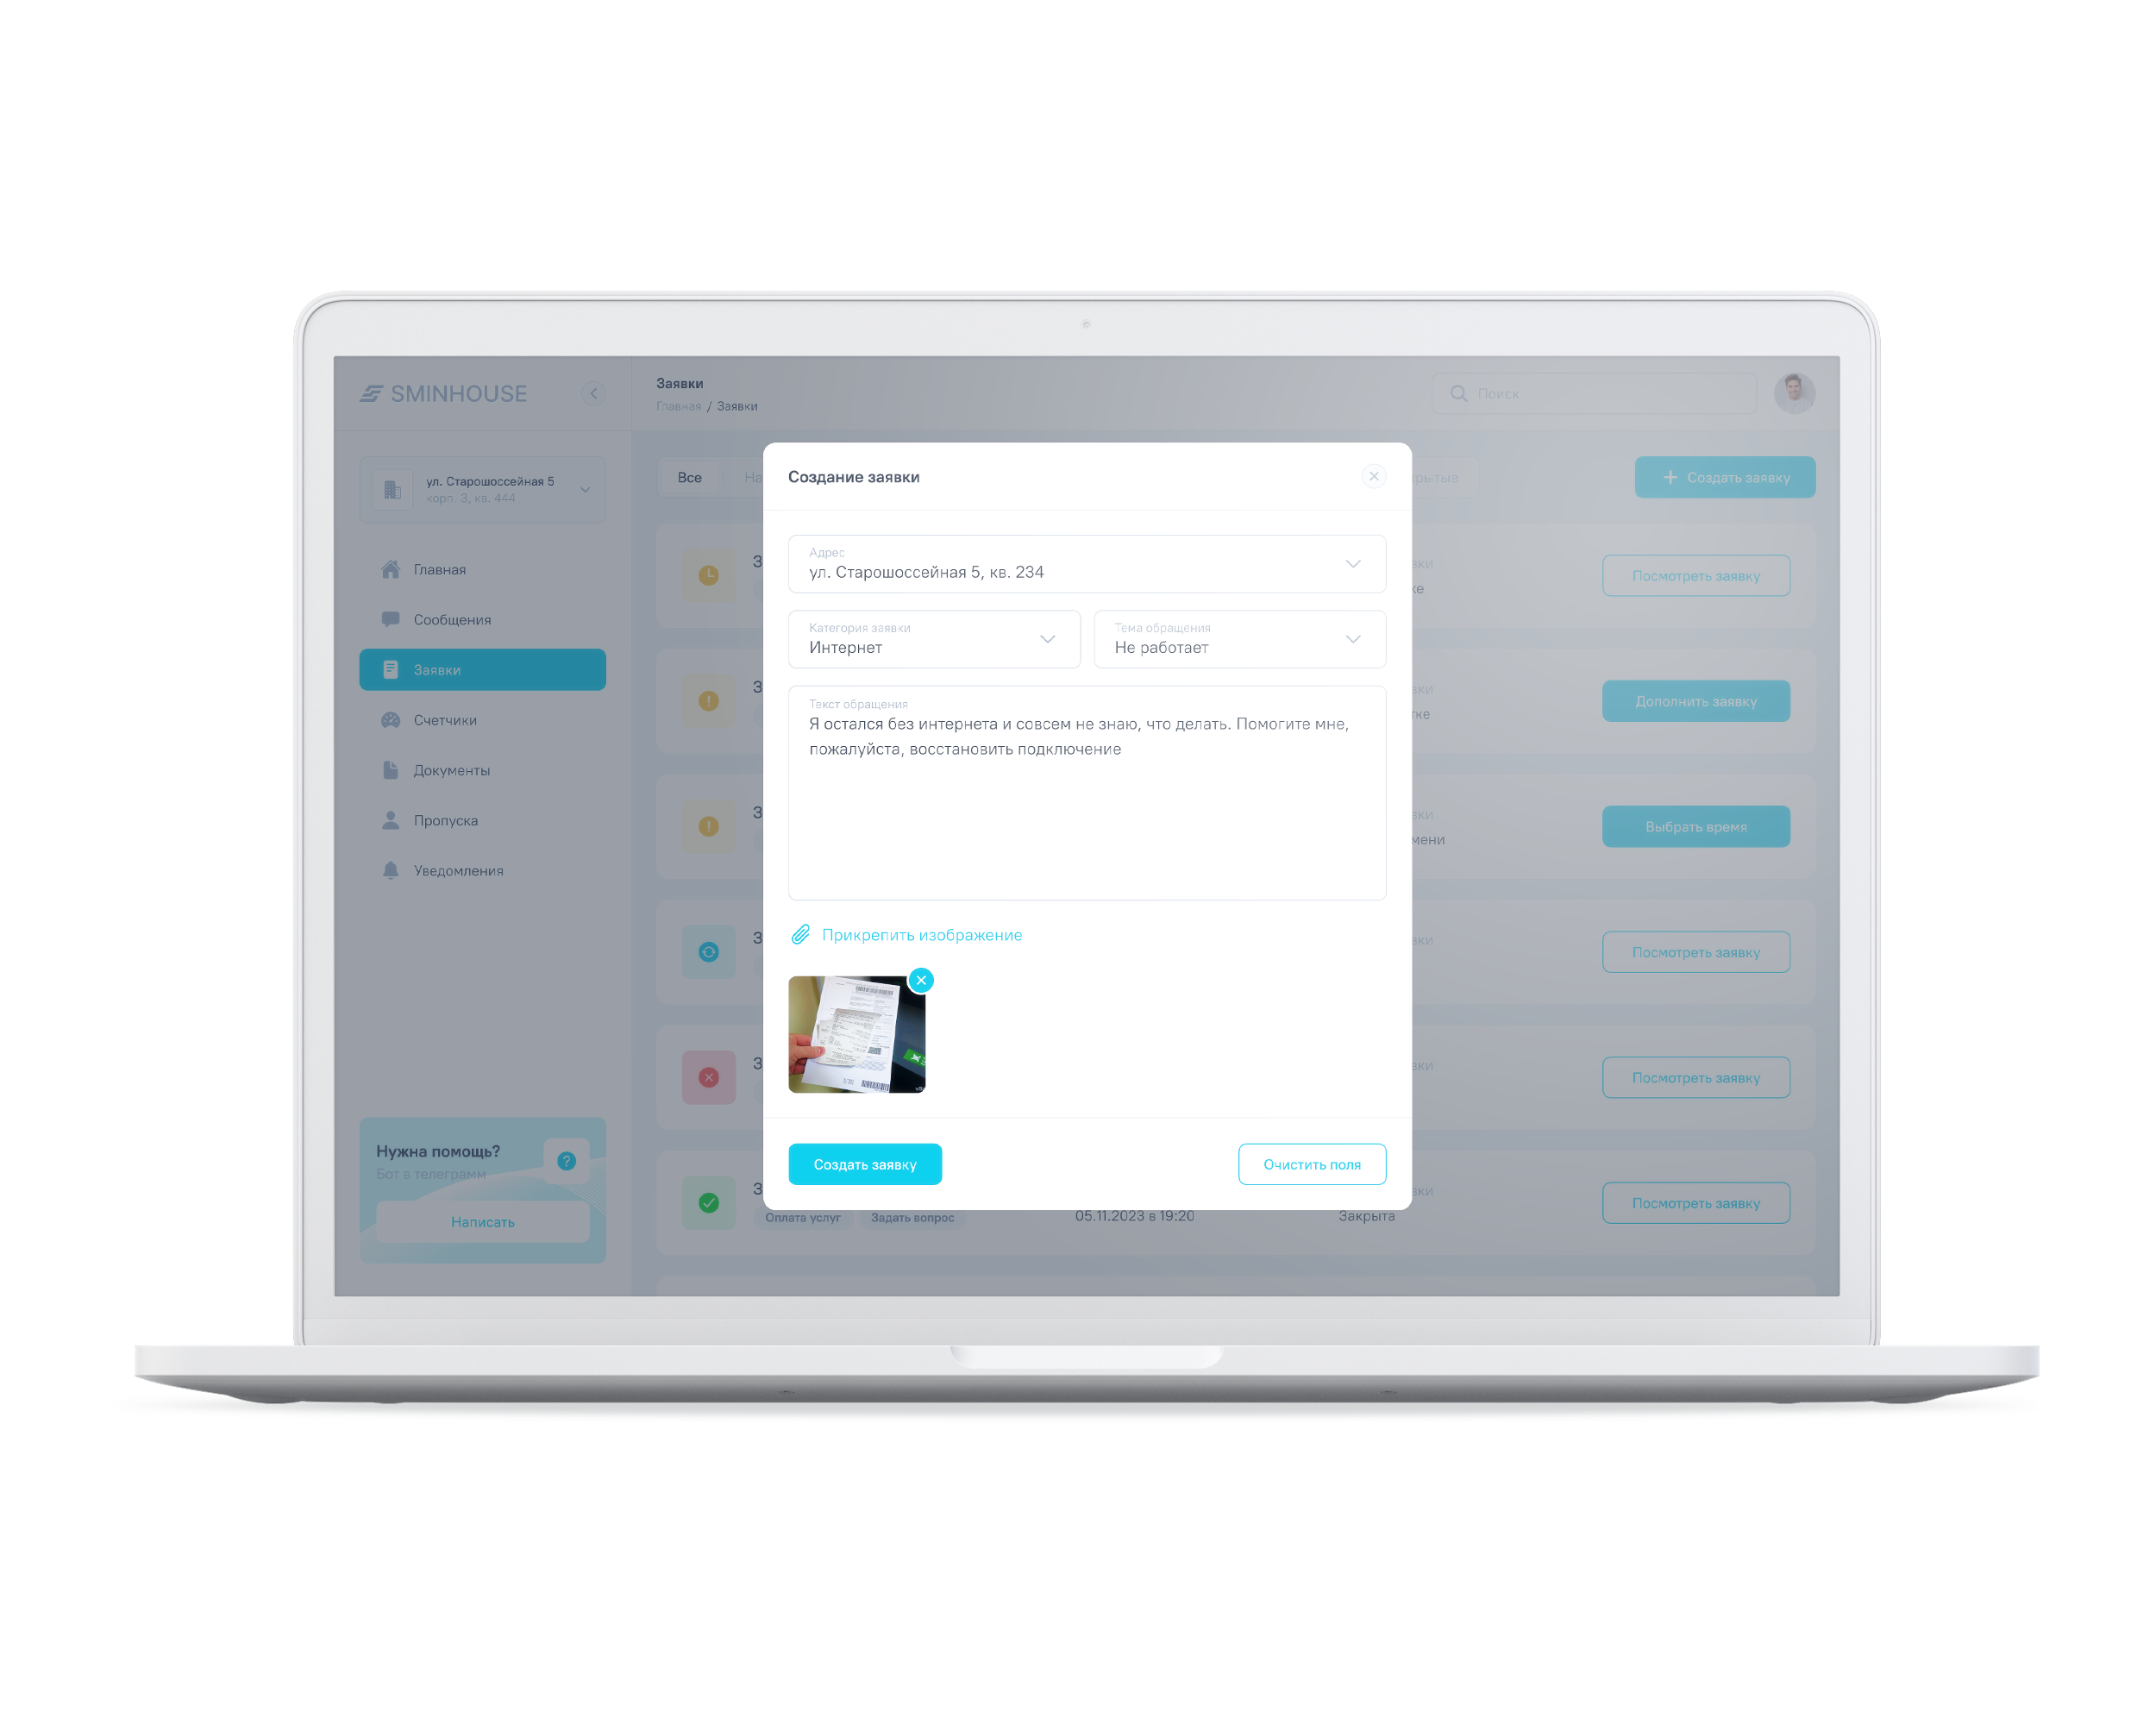 SMINHOUSE
ул. Старошоссейная 5
корп. 3, кв. 444
Главная
Сообщения
Заявки
Счетчики
Документы
Пропуска
Уведомления
Нужна помощь?
Бот в телеграмм
Написать
Заявки
Главная / Заявки
Поиск
Все
Создать заявку
Посмотреть заявку
Дополнить заявку
Выбрать время
Посмотреть заявку
Посмотреть заявку
Посмотреть заявку
Оплата услуг Задать вопрос 05.11.2023 в 19:20 Закрыта
Создание заявки
Адрес
ул. Старошоссейная 5, кв. 234
Категория заявки
Интернет
Тема обращения
Не работает
Текст обращения
Я остался без интернета и совсем не знаю, что делать. Помогите мне,
пожалуйста, восстановить подключение
Прикрепить изображение
Создать заявку
Очистить поля